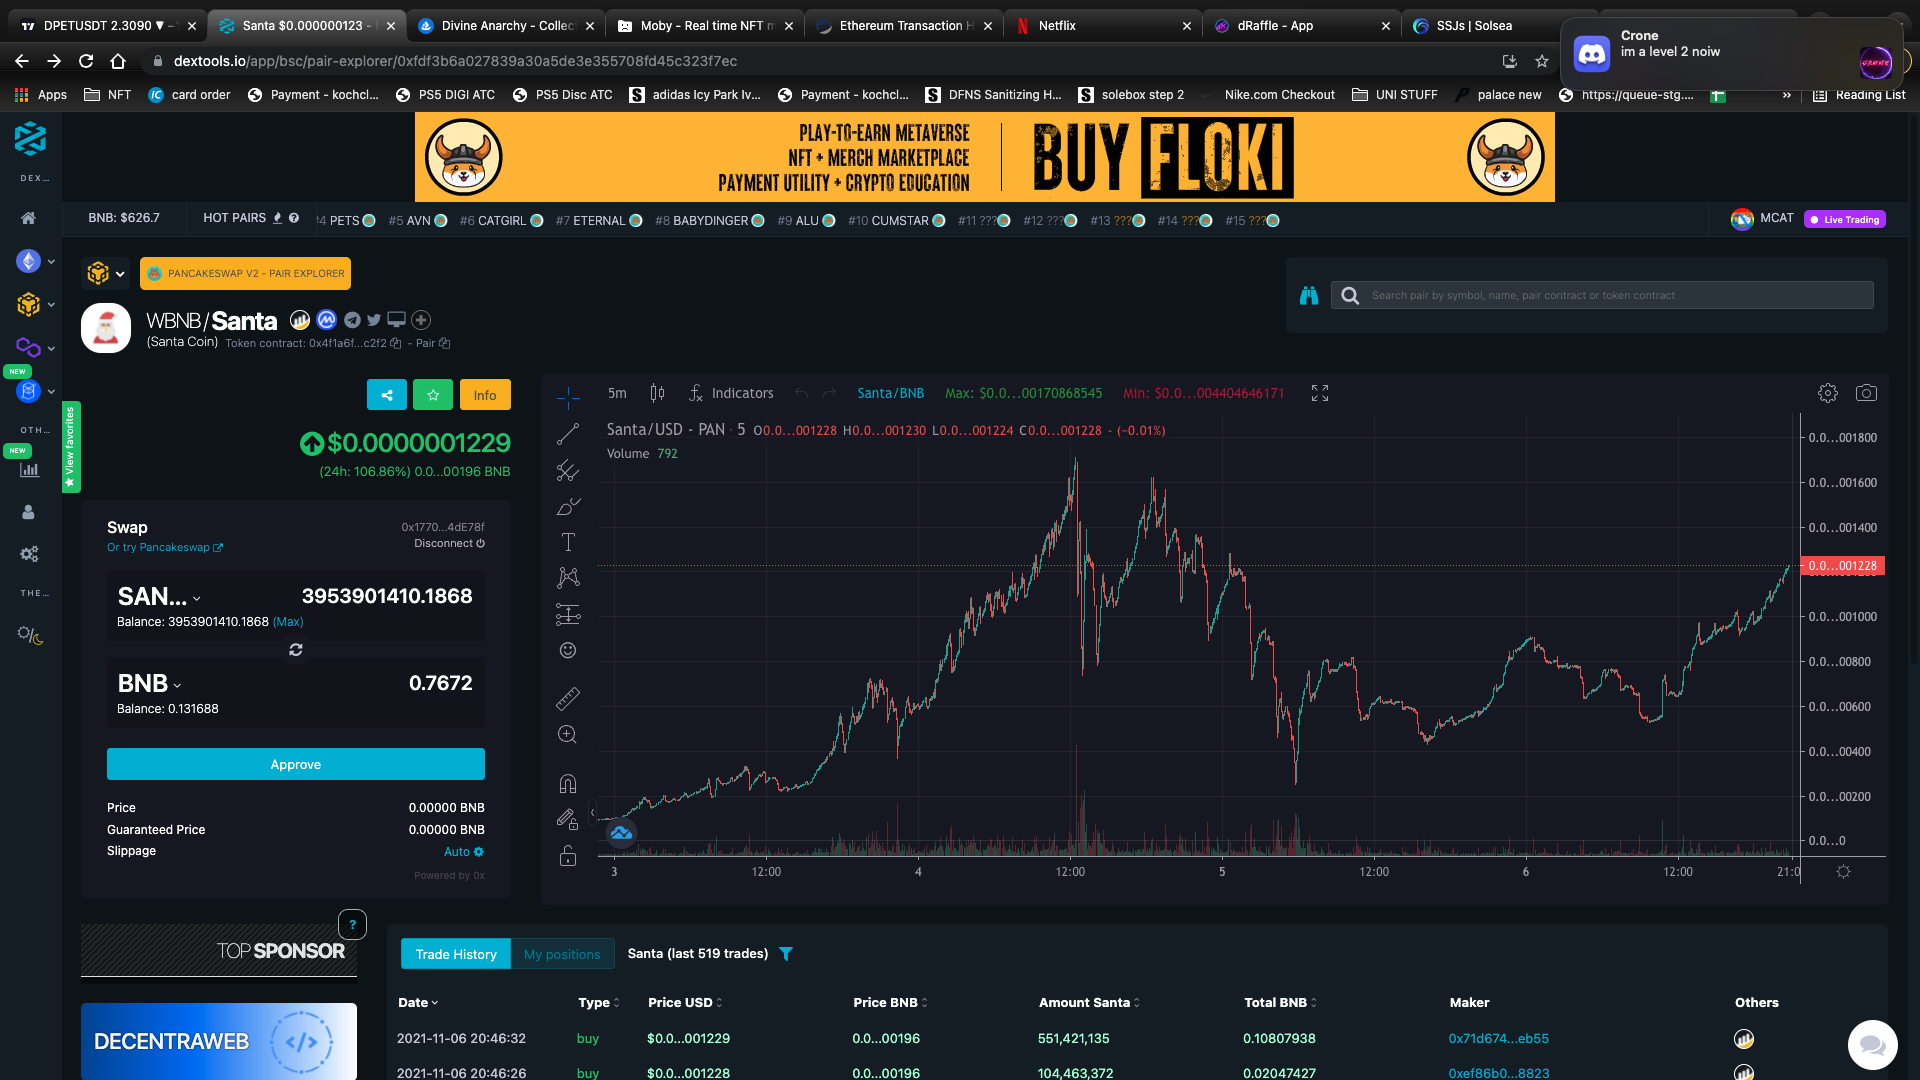 DPETUSDT 2.3090 ▼ −
Santa $0.000000123 -
Divine Anarchy - Collec
Moby - Real time NFT m
Ethereum Transaction H
Netflix
dRaffle - App
SSJs | Solsea
Crone
im a level 2 noiw
dextools.io/app/bsc/pair-explorer/0xfdf3b6a027839a30a5de3e355708fd45c323f7ec
Apps
NFT
card order
Payment - kochcl...
PS5 DIGI ATC
PS5 Disc ATC
adidas Icy Park Iv...
Payment - kochcl...
DFNS Sanitizing H...
solebox step 2
Nike.com Checkout
UNI STUFF
palace new
https://queue-stg....
»
Reading List
PLAY-TO-EARN METAVERSE
NFT + MERCH MARKETPLACE
PAYMENT UTILITY + CRYPTO EDUCATION
BUY FLOKI
DEX...
BNB: $626.7
HOT PAIRS
4 PETS
#5 AVN
#6 CATGIRL
#7 ETERNAL
#8 BABYDINGER
#9 ALU
#10 CUMSTAR
#11 ???
#12 ???
#13 ???
#14 ???
#15 ???
MCAT
Live Trading
PANCAKESWAP V2 - PAIR EXPLORER
Search pair by symbol, name, pair contract or token contract
WBNB/Santa
(Santa Coin) Token contract: 0x4f1a6f...c2f2 - Pair
NEW
OTH...
NEW
THE...
View favorites
Info
$0.0000001229
(24h: 106.86%) 0.0...00196 BNB
Swap
0x1770...4DE78f
Or try Pancakeswap
Disconnect
SAN...
3953901410.1868
Balance: 3953901410.1868 (Max)
BNB
0.7672
Balance: 0.131688
Approve
Price 0.00000 BNB
Guaranteed Price 0.00000 BNB
Slippage Auto
Powered by 0x
5m
Indicators
Santa/BNB
Max: $0.0...00170868545
Min: $0.0...004404646171
Santa/USD - PAN · 5 O0.0...001228 H0.0...001230 L0.0...001224 C0.0...001228 - (−0.01%)
Volume 792
0.0...001800
0.0...001600
0.0...001400
0.0...001228
0.0...001000
0.0...00800
0.0...00600
0.0...00400
0.0...00200
0.0...0
3 12:00 4 12:00 5 12:00 6 12:00 21:0
?
TOP SPONSOR
DECENTRAWEB
</>
Trade History
My positions
Santa (last 519 trades)
Date Type Price USD Price BNB Amount Santa Total BNB Maker Others
2021-11-06 20:46:32 buy $0.0...001229 0.0...00196 551,421,135 0.10807938 0x71d674...eb55
2021-11-06 20:46:26 buy $0.0...001228 0.0...00196 104,463,372 0.02047427 0xef86b0...8823